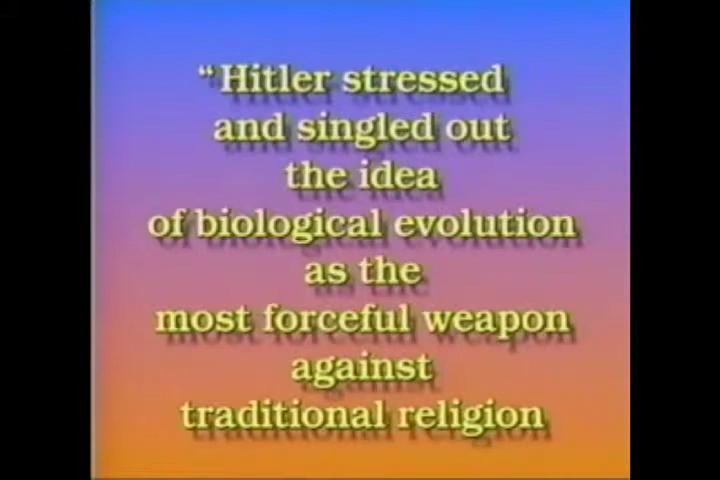 “Hitler stressed
and singled out
the idea
of biological evolution
as the
most forceful weapon
against
traditional religion